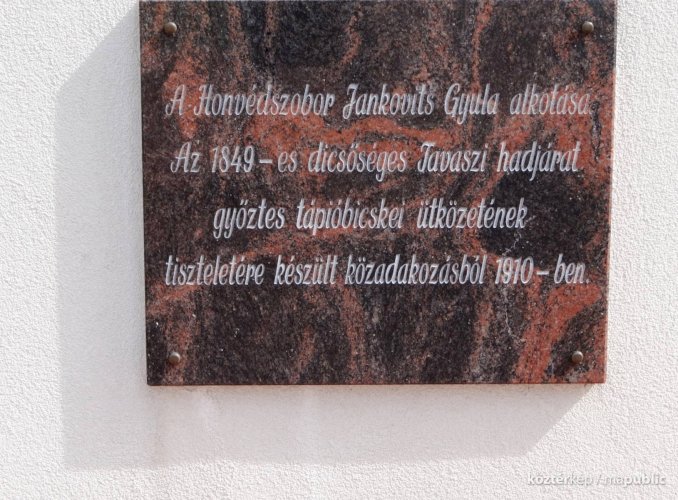 A Honvédszobor Jankovits Gyula alkotása
Az 1849-es dicsőséges Tavaszi hadjárat
győztes tápióbicskei ütközetének
tiszteletére készült közadakozásból 1910-ben.
köztérkép / mapublic